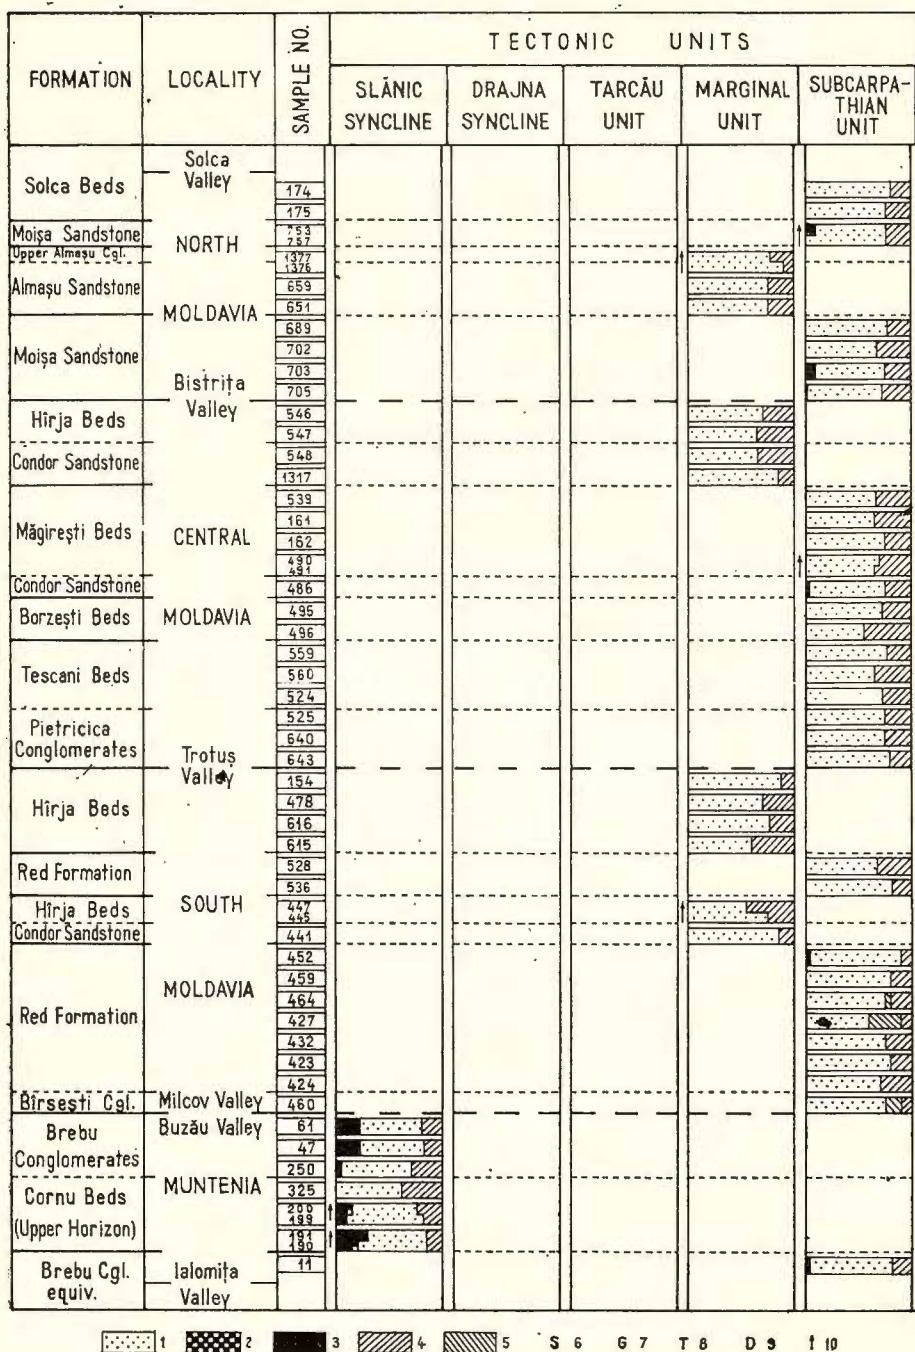 TECTONIC UNITS
FORMATION LOCALITY SAMPLE NO.
SLĂNIC SYNCLINE
DRAJNA SYNCLINE
TARCĂU UNIT
MARGINAL UNIT
SUBCARPA-
THIAN
UNIT
Solca Beds
Solca Valley
174
175
Moişa Sandstone
753
757
NORTH
Upper Almaşu Cgl.
1377
1376
Almaşu Sandstone
659
651
MOLDAVIA
Moişa Sandstone
689
702
703
705
Bistriţa Valley
Hîrja Beds
546
547
Condor Sandstone
548
1317
Măgireşti Beds
539
161
162
490
491
CENTRAL
Condor Sandstone
486
MOLDAVIA
Borzeşti Beds
495
496
Tescani Beds
559
560
524
Pietricica Conglomerates
525
640
643
Trotuş Valley
Hîrja Beds
154
478
616
615
Red Formation
528
536
SOUTH
Hîrja Beds
447
445
Condor Sandstone
441
MOLDAVIA
Red Formation
452
459
464
427
432
423
424
Bîrseşti Cgl.
Milcov Valley
460
Brebu Conglomerates
Buzău Valley
61
47
250
MUNTENIA
Cornu Beds
(Upper Horizon)
325
200
199
191
190
Brebu Cgl.
equiv.
Ialomiţa
Valley
11
1 2 3 4 5 S 6 G 7 T 8 D 9 10